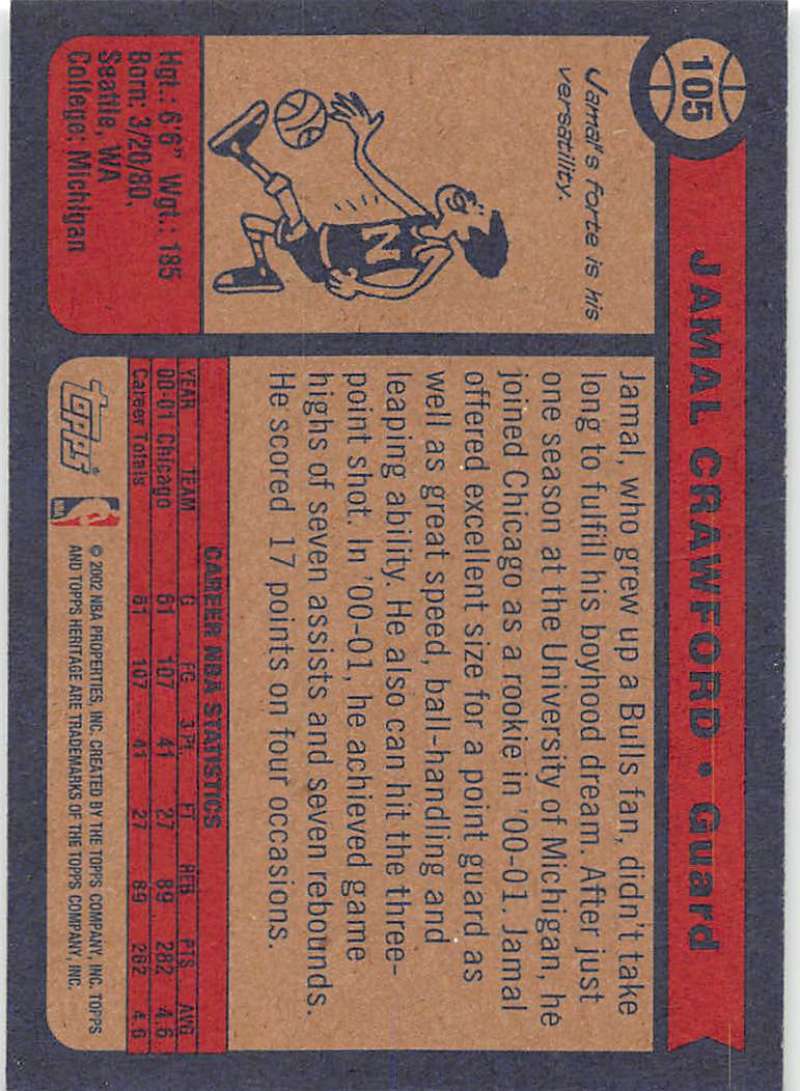 105
JAMAL CRAWFORD • Guard
Jamal's forte is his
versatility.
N
Hgt.: 6'6" Wgt.: 185
Born: 3/20/80,
Seattle, WA
College: Michigan
Jamal, who grew up a Bulls fan, didn't take
long to fulfill his boyhood dream. After just
one season at the University of Michigan, he
joined Chicago as a rookie in '00-01. Jamal
offered excellent size for a point guard as
well as great speed, ball-handling and
leaping ability. He also can hit the three-
point shot. In '00-01, he achieved game
highs of seven assists and seven rebounds.
He scored 17 points on four occasions.
CAREER NBA STATISTICS
YEAR TEAM G FG 3 PT FT REB PTS AVG
00-01 Chicago 61 107 41 27 89 282 4.6
Career Totals 61 107 41 27 89 282 4.6
topps®
NBA
© 2002 NBA PROPERTIES, INC. CREATED BY THE TOPPS COMPANY, INC. TOPPS
AND TOPPS HERITAGE ARE TRADEMARKS OF THE TOPPS COMPANY, INC.